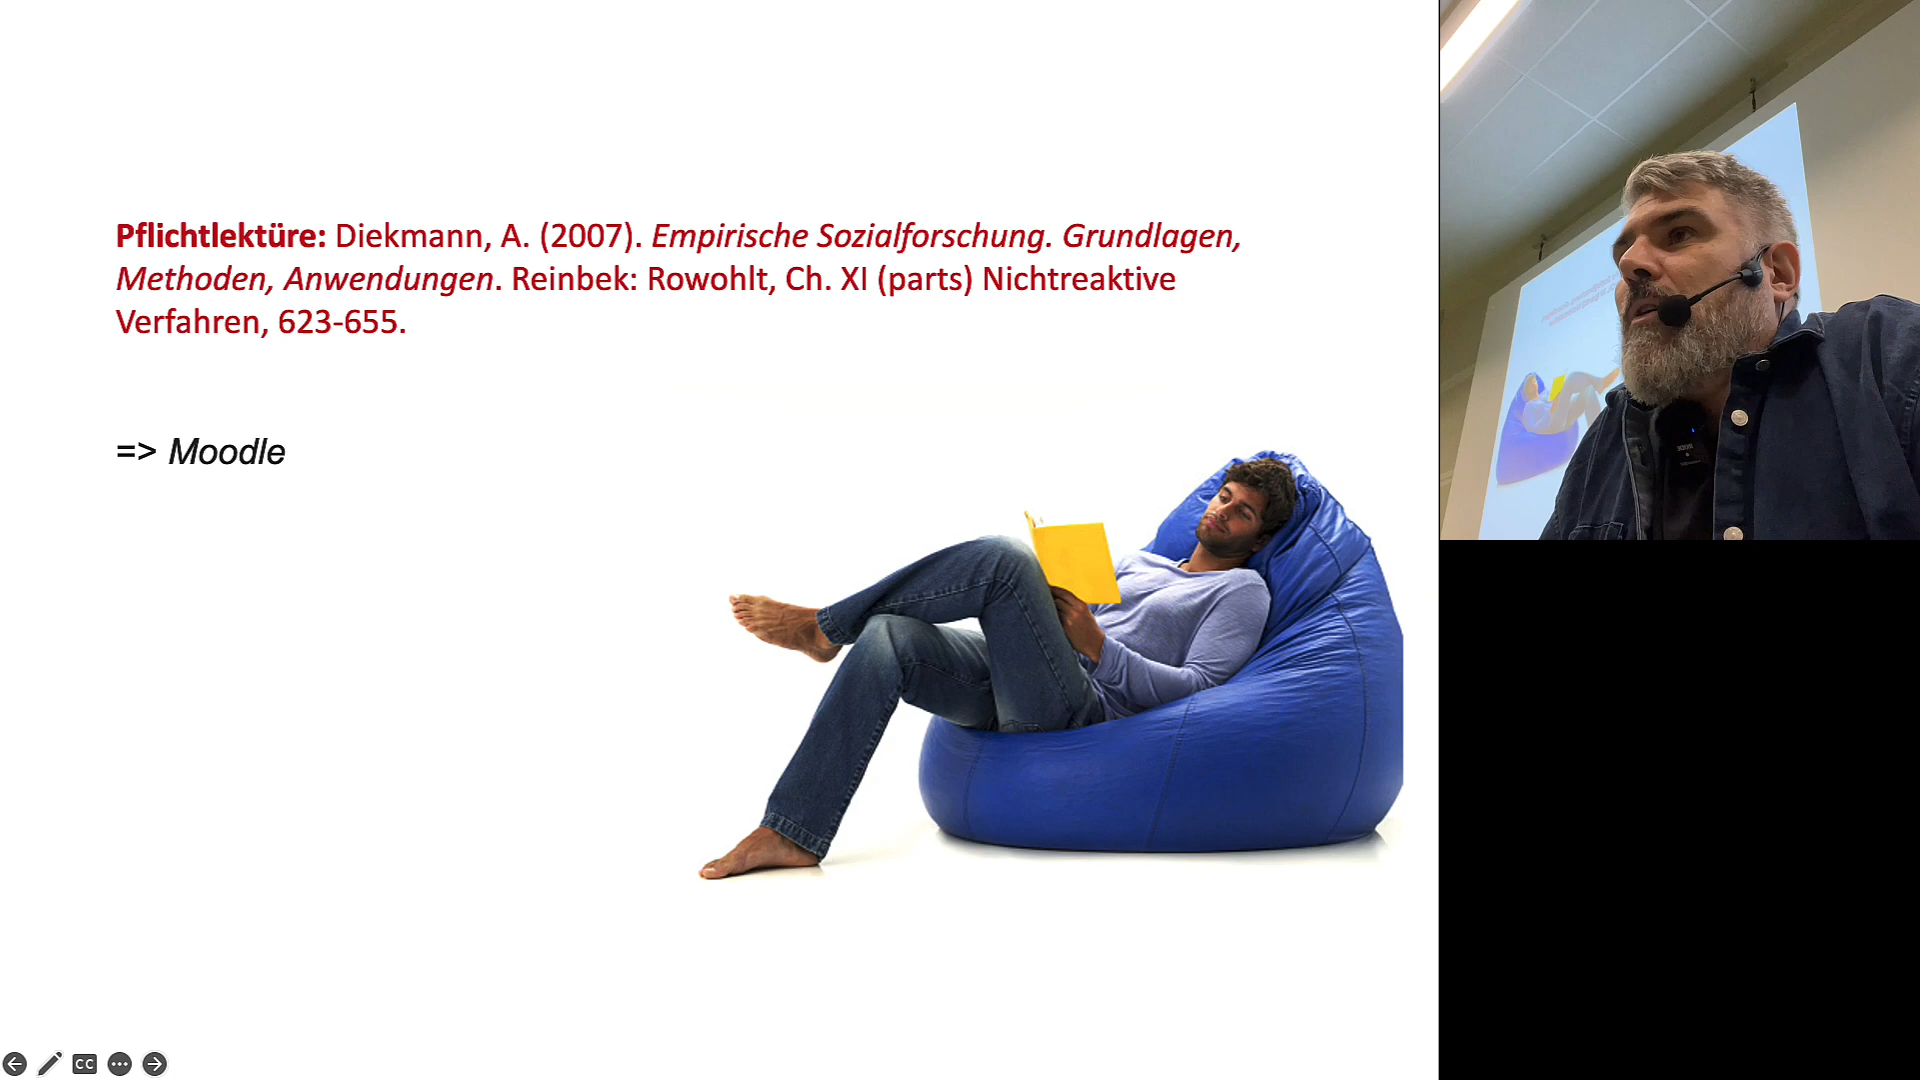 Pflichtlektüre: Diekmann, A. (2007). Empirische Sozialforschung. Grundlagen,
Methoden, Anwendungen. Reinbek: Rowohlt, Ch. XI (parts) Nichtreaktive
Verfahren, 623-655.
=> Moodle
CC